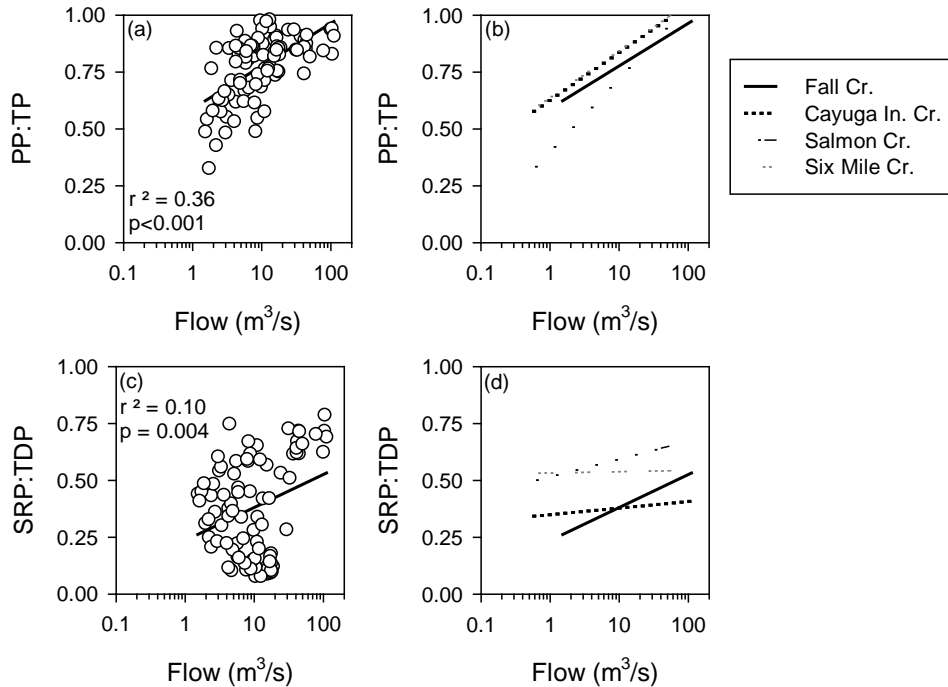 (a)
PP:TP
1.00
0.75
0.50
0.25
0.00
r ² = 0.36
p<0.001
0.1 1 10 100
Flow (m³/s)
(b)
PP:TP
1.00
0.75
0.50
0.25
0.00
0.1 1 10 100
Flow (m³/s)
Fall Cr.
Cayuga In. Cr.
Salmon Cr.
Six Mile Cr.
(c)
r ² = 0.10
p = 0.004
SRP:TDP
1.00
0.75
0.50
0.25
0.00
0.1 1 10 100
Flow (m³/s)
(d)
SRP:TDP
1.00
0.75
0.50
0.25
0.00
0.1 1 10 100
Flow (m³/s)